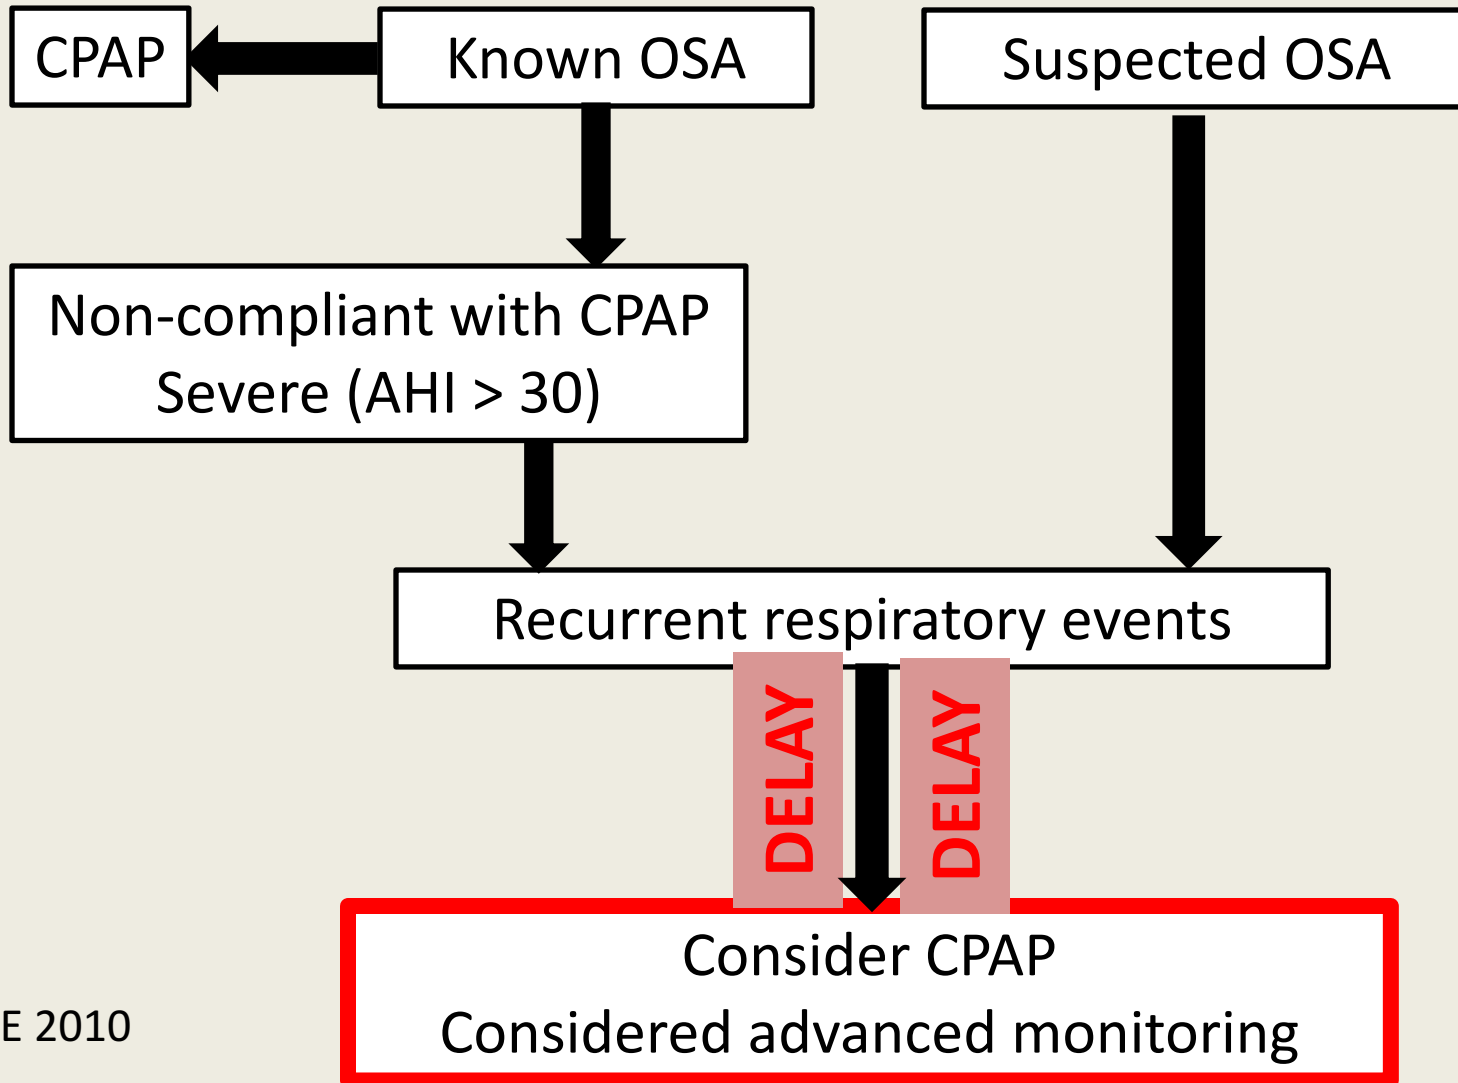 CPAP
Known OSA
Suspected OSA
Non-compliant with CPAP
Severe (AHI > 30)
Recurrent respiratory events
DELAY
DELAY
Consider CPAP
Considered advanced monitoring
E 2010